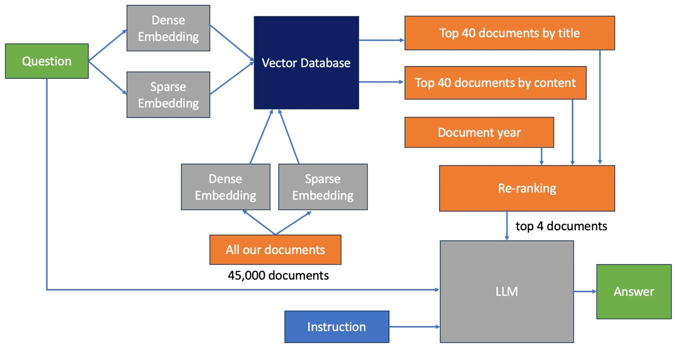 Question
Dense
Embedding
Sparse
Embedding
Vector Database
Top 40 documents by title
Top 40 documents by content
Document year
Re-ranking
Dense
Embedding
Sparse
Embedding
All our documents
45,000 documents
top 4 documents
LLM
Answer
Instruction